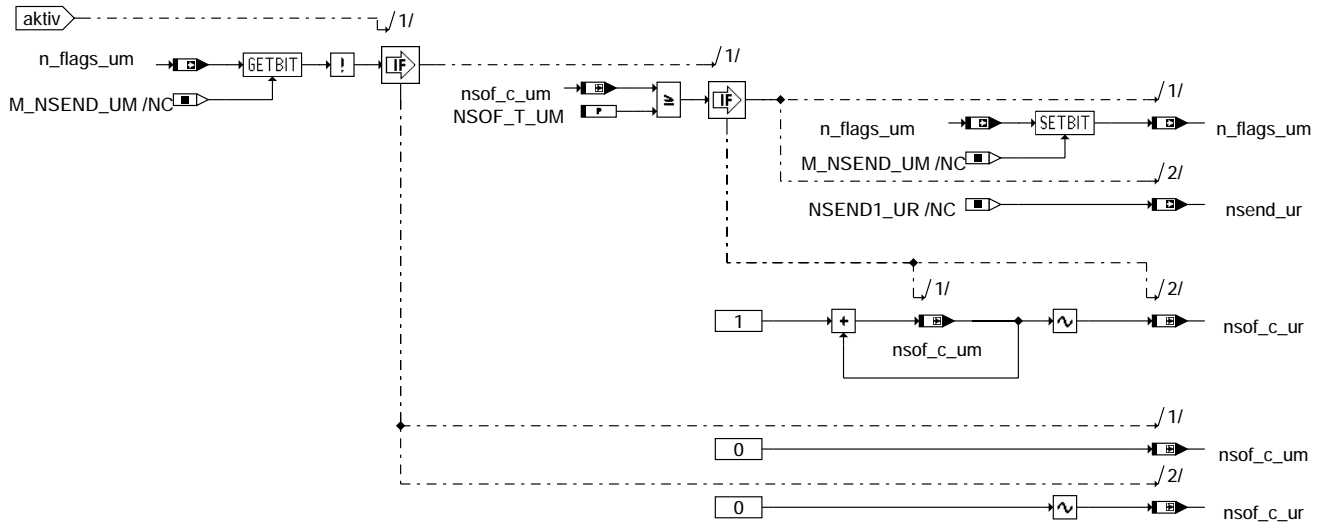 aktiv
/1/
n_flags_um
GETBIT
!
IF
/1/
M_NSEND_UM /NC
nsof_c_um
NSOF_T_UM
P
≥
IF
/1/
n_flags_um
SETBIT
n_flags_um
M_NSEND_UM /NC
/2/
NSEND1_UR /NC
nsend_ur
/1/
/2/
1
+
nsof_c_um
nsof_c_ur
/1/
0
nsof_c_um
/2/
0
nsof_c_ur